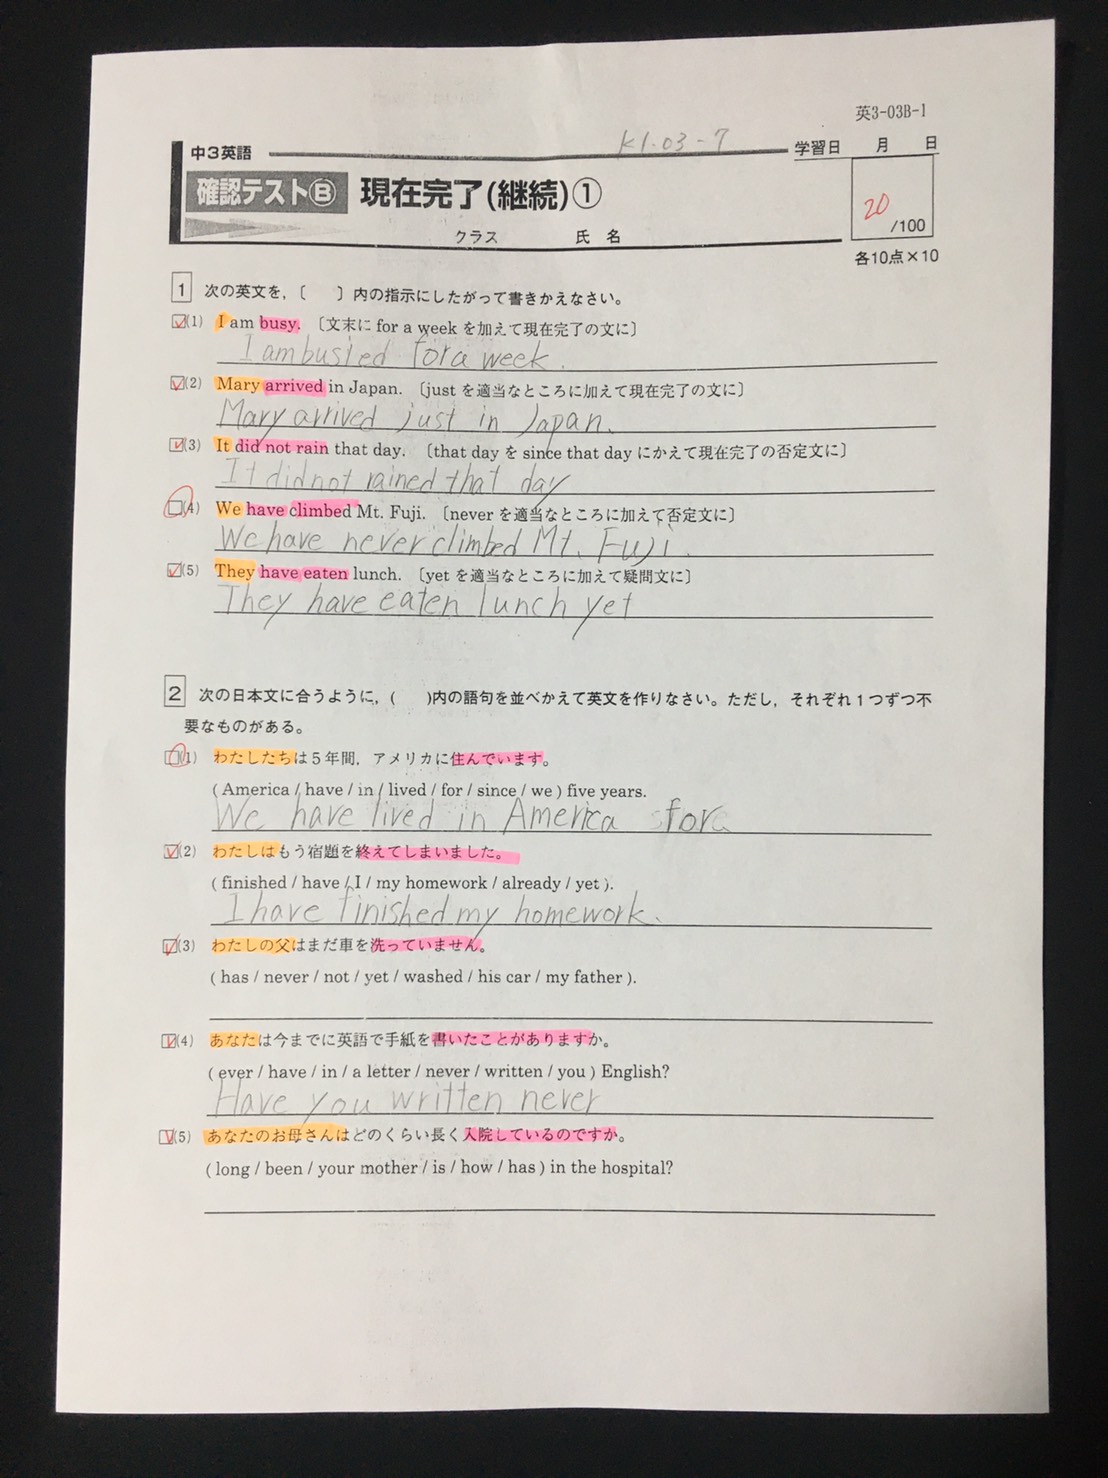 英3-03B-1
K1-03-7
中3英語
学習日 月 日
確認テストⒷ 現在完了(継続)①
20
/100
クラス 氏名
各10点×10
1 次の英文を，〔 〕内の指示にしたがって書きかえなさい。
(1) I am busy. 〔文末に for a week を加えて現在完了の文に〕
I am busied for a week.
(2) Mary arrived in Japan. 〔just を適当なところに加えて現在完了の文に〕
Mary arrived just in Japan.
(3) It did not rain that day. 〔that day を since that day にかえて現在完了の否定文に〕
It did not rained that day
(4) We have climbed Mt. Fuji. 〔never を適当なところに加えて否定文に〕
We have never climbed Mt. Fuji.
(5) They have eaten lunch. 〔yet を適当なところに加えて疑問文に〕
They have eaten lunch yet
2 次の日本文に合うように，( )内の語句を並べかえて英文を作りなさい。ただし，それぞれ1つずつ不
要なものがある。
(1) わたしたちは5年間，アメリカに住んでいます。
( America / have / in / lived / for / since / we ) five years.
We have lived in America for
(2) わたしはもう宿題を終えてしまいました。
( finished / have / I / my homework / already / yet ).
I have finished my homework.
(3) わたしの父はまだ車を洗っていません。
( has / never / not / yet / washed / his car / my father ).
(4) あなたは今までに英語で手紙を書いたことがありますか。
( ever / have / in / a letter / never / written / you ) English?
Have you written never
(5) あなたのお母さんはどのくらい長く入院しているのですか。
( long / been / your mother / is / how / has ) in the hospital?